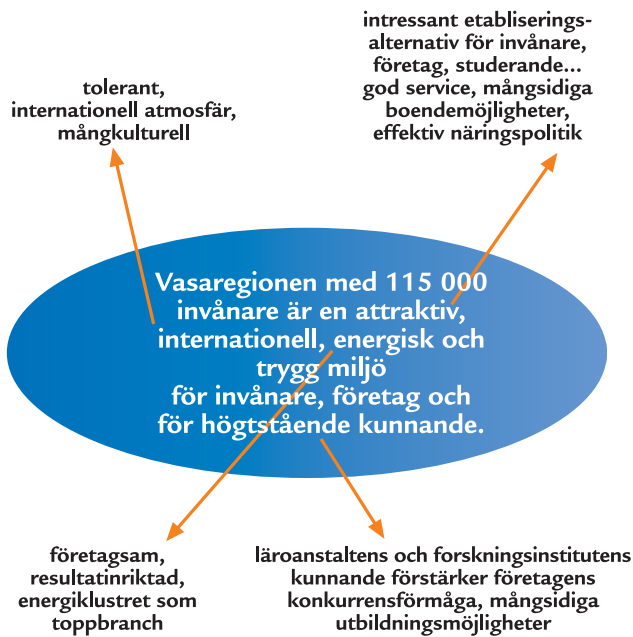 tolerant,
internationell atmosfär,
mångkulturell
intressant etablerings-
alternativ för invånare,
företag, studerande...
god service, mångsidiga
boendemöjligheter,
effektiv näringspolitik
Vasaregionen med 115 000
invånare är en attraktiv,
internationell, energisk och
trygg miljö
för invånare, företag och
för högtstående kunnande.
företagsam,
resultatinriktad,
energiklustret som
toppbranch
läroanstaltens och forskningsinstitutens
kunnande förstärker företagens
konkurrensförmåga, mångsidiga
utbildningsmöjligheter